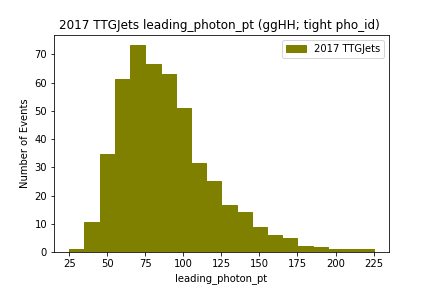 2017 TTGJets leading_photon_pt (ggHH; tight pho_id)
2017 TTGJets
Number of Events
70
60
50
40
30
20
10
0
25 50 75 100 125 150 175 200 225
leading_photon_pt